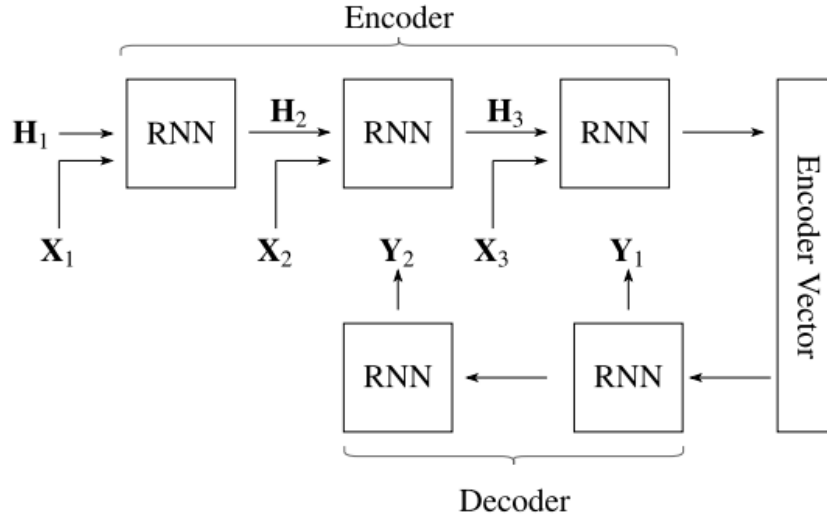 Encoder
H1
RNN
H2
RNN
H3
RNN
X1
X2
Y2
X3
Y1
Encoder Vector
RNN
RNN
Decoder